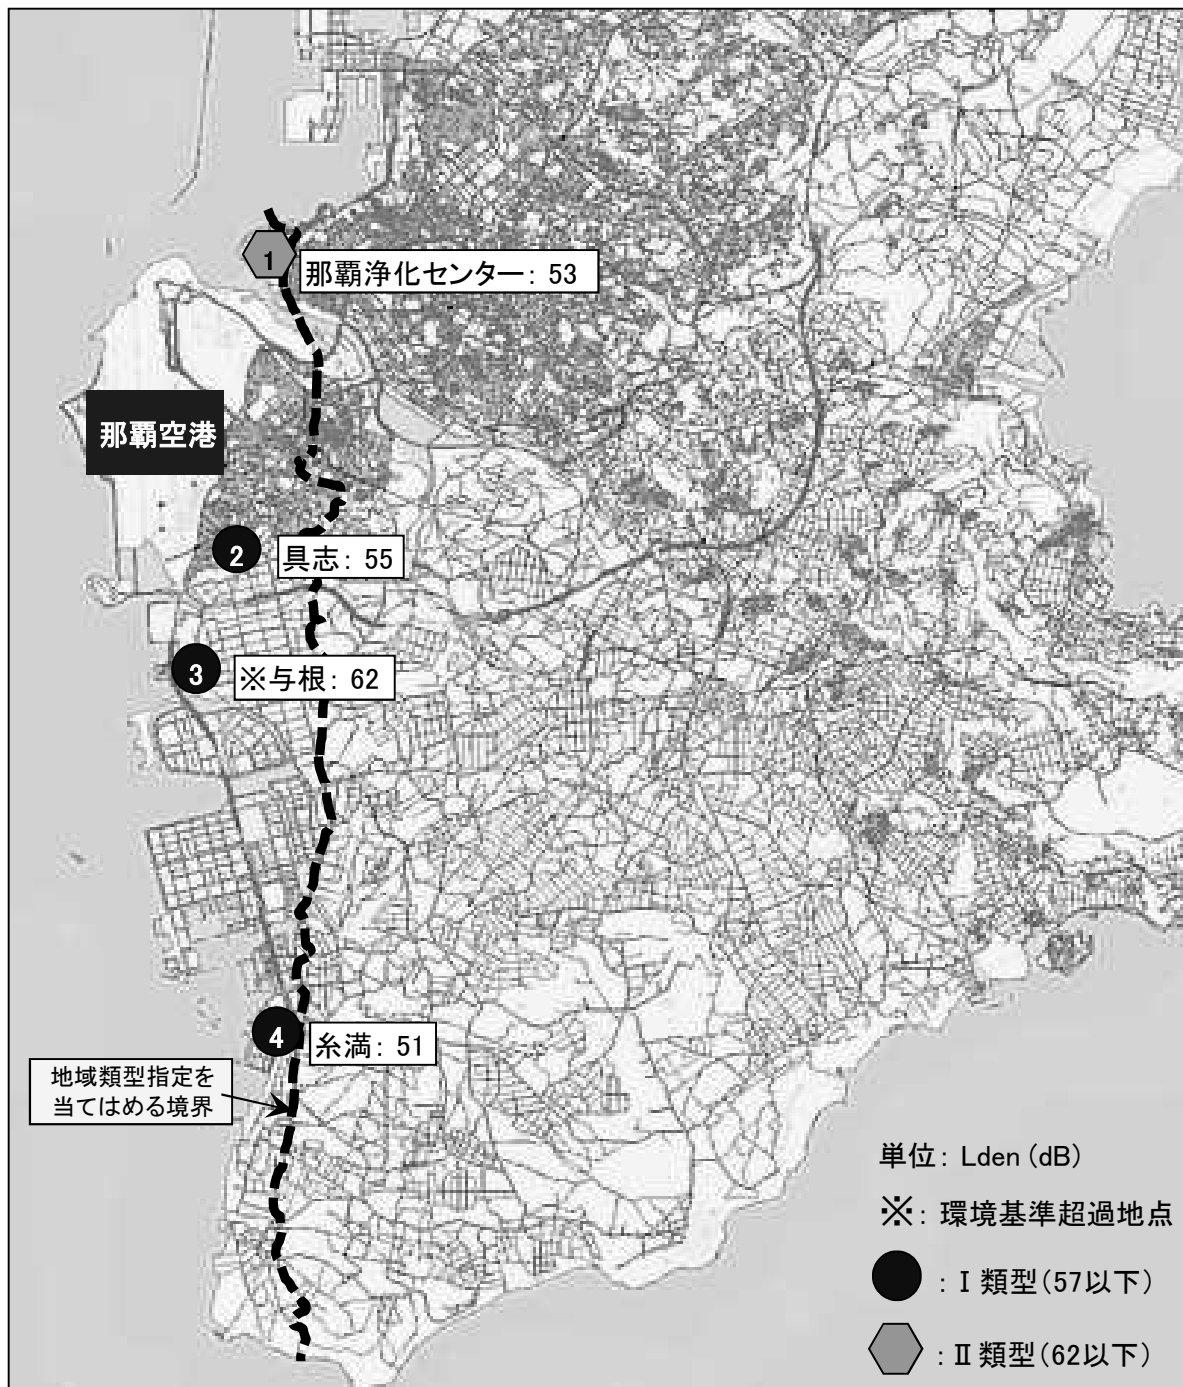 1
那覇浄化センター: 53
那覇空港
2
具志: 55
3
※与根: 62
4
糸満: 51
地域類型指定を
当てはめる境界
単位: Lden (dB)
※: 環境基準超過地点
: Ⅰ類型(57以下)
: Ⅱ類型(62以下)